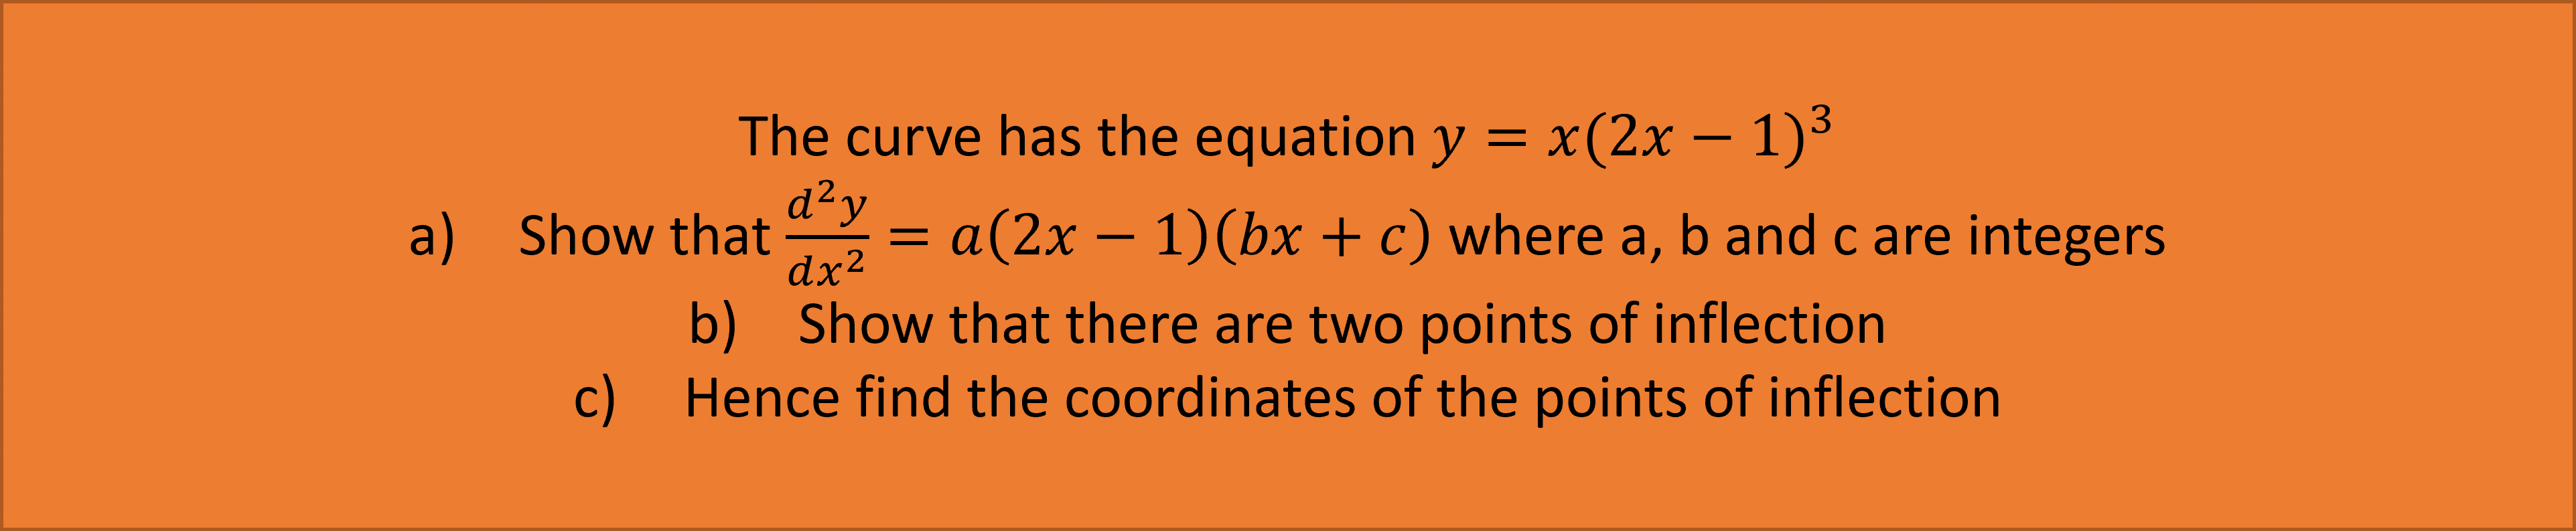 The curve has the equation y = x(2x − 1)³
a) Show that d²y/dx² = a(2x − 1)(bx + c) where a, b and c are integers
b) Show that there are two points of inflection
c) Hence find the coordinates of the points of inflection